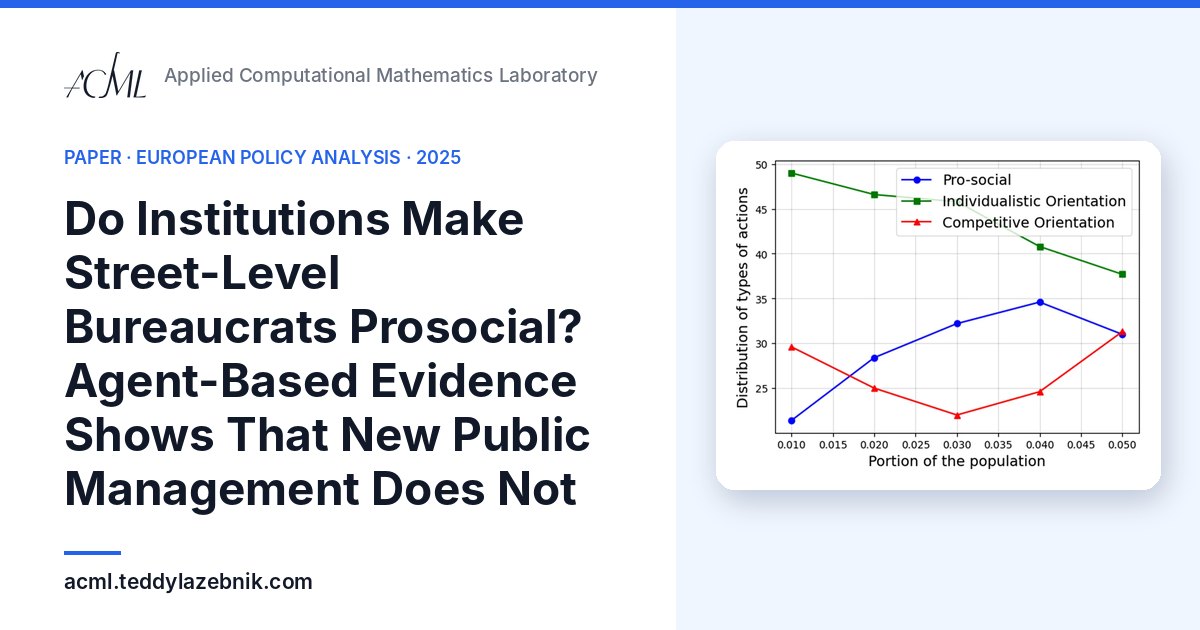 ACML
Applied Computational Mathematics Laboratory
PAPER · EUROPEAN POLICY ANALYSIS · 2025
Do Institutions Make
Street-Level
Bureaucrats Prosocial?
Agent-Based Evidence
Shows That New Public
Management Does Not
acml.teddylazebnik.com
Pro-social
Individualistic Orientation
Competitive Orientation
Distribution of types of actions
50
45
40
35
30
25
0.010 0.015 0.020 0.025 0.030 0.035 0.040 0.045 0.050
Portion of the population